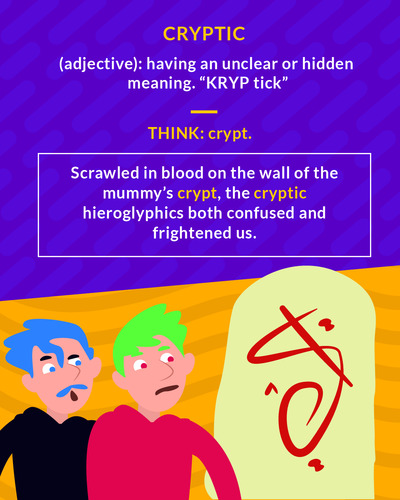 CRYPTIC
(adjective): having an unclear or hidden
meaning. “KRYP tick”
THINK: crypt.
Scrawled in blood on the wall of the
mummy’s crypt, the cryptic
hieroglyphics both confused and
frightened us.